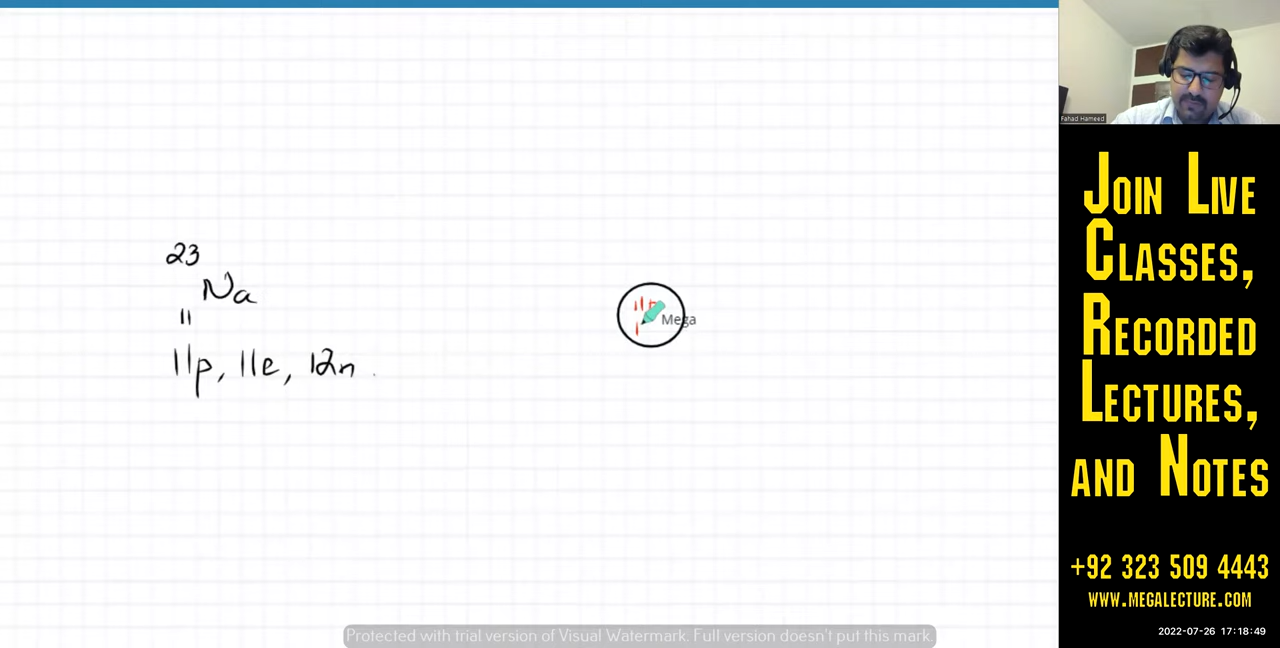 23
Na
11
11p, 11e, 12n
11p
1
Mega
Fahad Hameed
JOIN LIVE
CLASSES,
RECORDED
LECTURES,
AND NOTES
+92 323 509 4443
WWW.MEGALECTURE.COM
2022-07-26 17:18:49
Protected with trial version of Visual Watermark. Full version doesn't put this mark.